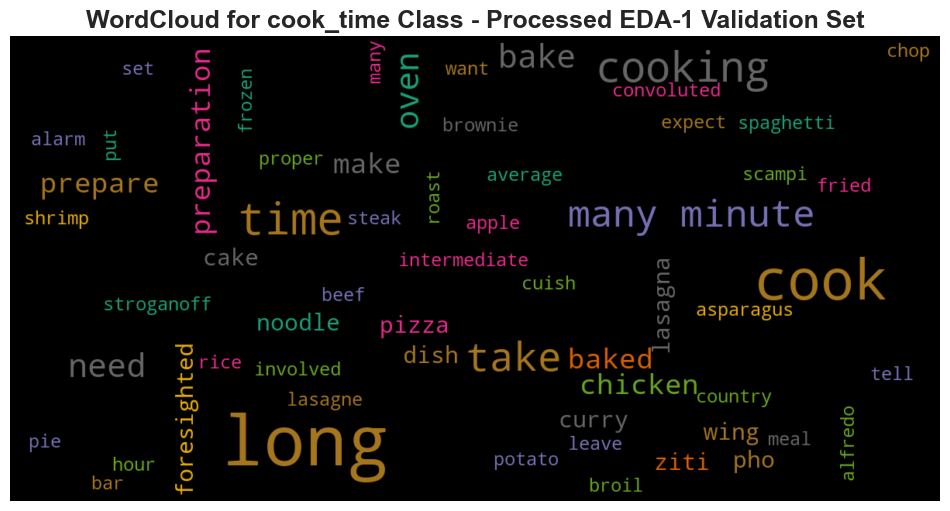 WordCloud for cook_time Class - Processed EDA-1 Validation Set
set
preparation
frozen
many
oven
want
bake
cooking
chop
convoluted
alarm
put
proper
make
brownie
expect
spaghetti
prepare
average
scampi
fried
shrimp
time
steak
roast
apple
many minute
cake
intermediate
cuish
lasagna
cook
stroganoff
beef
asparagus
noodle
pizza
need
foresighted
rice
involved
dish
take
baked
chicken
country
tell
lasagne
long
curry
wing
meal
alfredo
pie
hour
bar
potato
leave
ziti
pho
broil